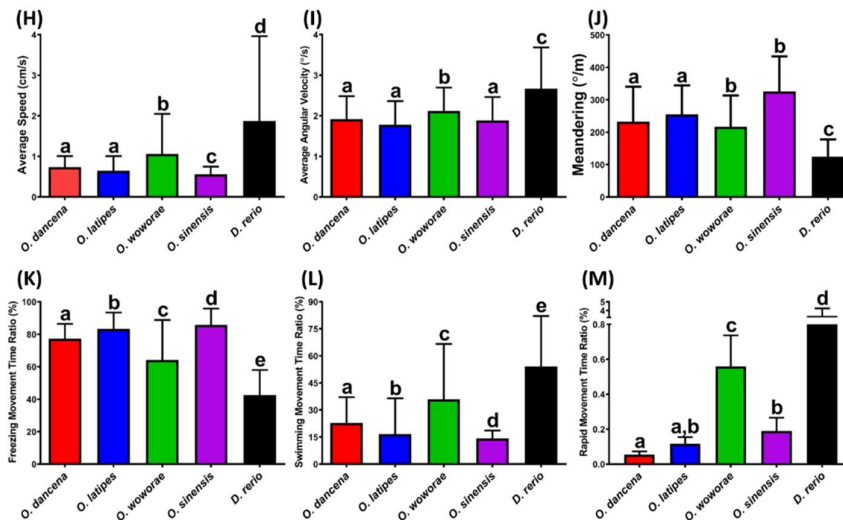 (H)
Average Speed (cm/s)
4
3
2
1
0
a
a
b
c
d
O. dancena
O. latipes
O. woworae
O. sinensis
D. rerio
(I)
Average Angular Velocity (°/s)
4
3
2
1
0
a
a
b
a
c
O. dancena
O. latipes
O. woworae
O. sinensis
D. rerio
(J)
Meandering (°/m)
500
400
300
200
100
0
a
a
b
b
c
O. dancena
O. latipes
O. woworae
O. sinensis
D. rerio
(K)
Freezing Movement Time Ratio (%)
100
80
60
40
20
0
a
b
c
d
e
O. dancena
O. latipes
O. woworae
O. sinensis
D. rerio
(L)
Swimming Movement Time Ratio (%)
90
75
60
45
30
15
0
a
b
c
d
e
O. dancena
O. latipes
O. woworae
O. sinensis
D. rerio
(M)
Rapid Movement Time Ratio (%)
5
4
0.8
0.6
0.4
0.2
0.0
a
a,b
c
b
d
O. dancena
O. latipes
O. woworae
O. sinensis
D. rerio